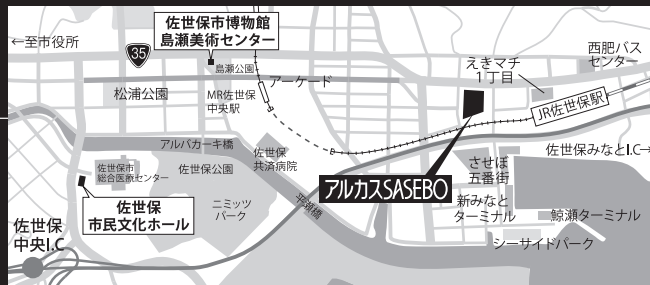 佐世保市博物館
島瀬美術センター
←至市役所
35
島瀬公園
アーケード
えきマチ
1丁目
西肥バス
センター
松浦公園
MR佐世保
中央駅
JR佐世保駅
アルバカーキ橋
佐世保
共済病院
佐世保みなとI.C→
佐世保市
総合医療センター
佐世保公園
させぼ
五番街
アルカスSASEBO
佐世保
市民文化ホール
ニミッツ
パーク
平瀬橋
新みなと
ターミナル
鯨瀬ターミナル
佐世保
中央I.C
シーサイドパーク